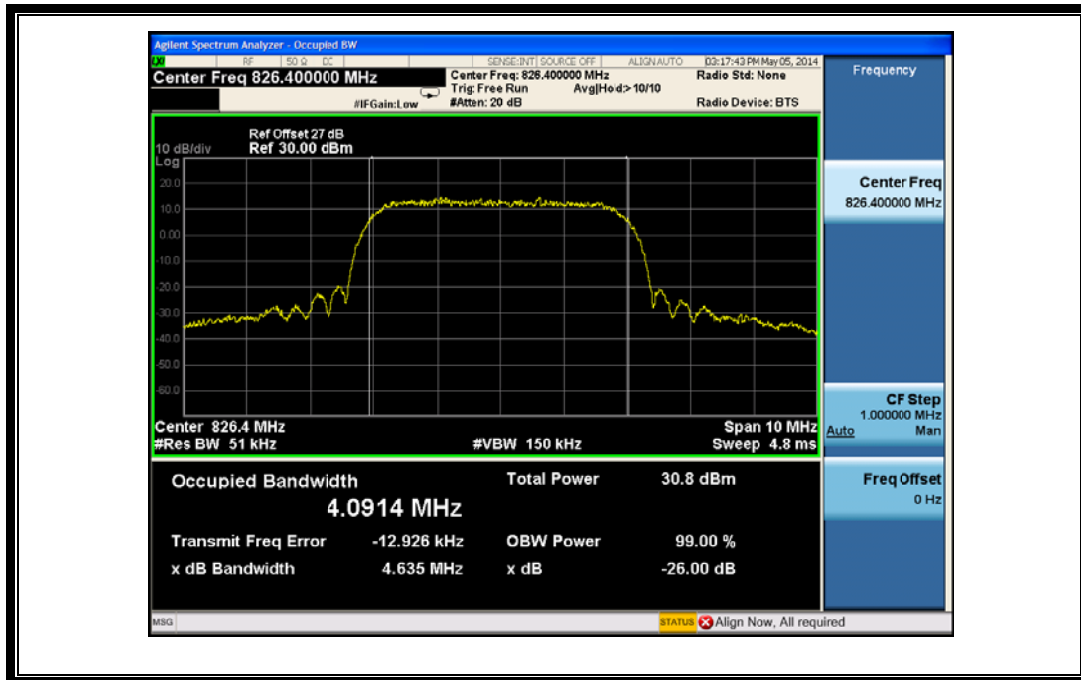 Agilent Spectrum Analyzer - Occupied BW
LXI RF 50 Ω DC SENSE:INT SOURCE OFF ALIGN AUTO 03:17:43 PM May 05, 2014
Center Freq 826.400000 MHz
Center Freq: 826.400000 MHz
Radio Std: None
Trig: Free Run Avg|Hold:> 10/10
#IFGain:Low
#Atten: 20 dB
Radio Device: BTS
Ref Offset 27 dB
10 dB/div Ref 30.00 dBm
Log
20.0
10.0
0.00
-10.0
-20.0
-30.0
-40.0
-50.0
-60.0
Center 826.4 MHz Span 10 MHz
#Res BW 51 kHz #VBW 150 kHz Sweep 4.8 ms
Occupied Bandwidth Total Power 30.8 dBm
4.0914 MHz
Transmit Freq Error -12.926 kHz OBW Power 99.00 %
x dB Bandwidth 4.635 MHz x dB -26.00 dB
Frequency
Center Freq
826.400000 MHz
CF Step
1.000000 MHz
Auto Man
Freq Offset
0 Hz
MSG STATUS Align Now, All required